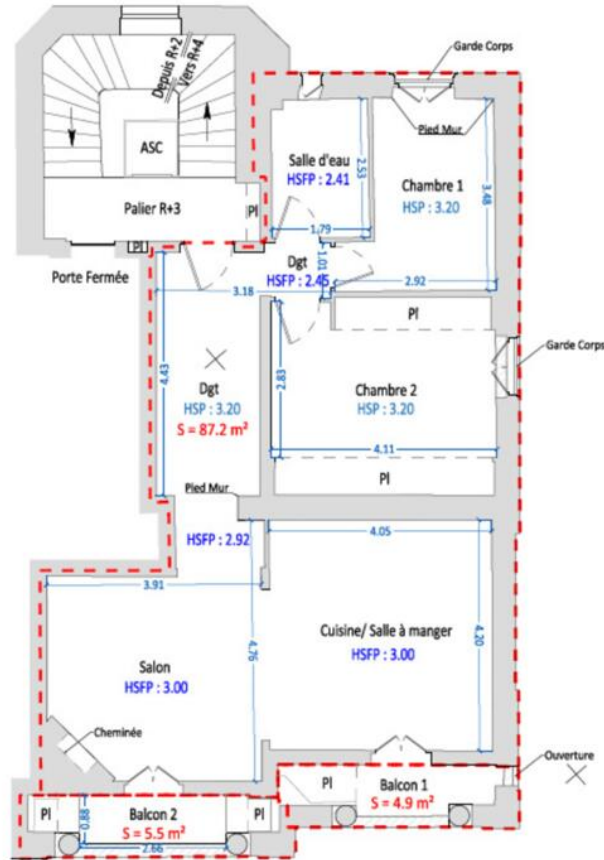 Garde Corps
Depuis R+2
Vers R+4
ASC
Pied Mur
Salle d'eau
HSFP : 2.41
2.53
Chambre 1
HSP : 3.20
3.48
Palier R+3
Pl
1.79
Pl
Porte Fermée
Dgt
HSFP : 2.45
1.01
2.92
3.18
Pl
Garde Corps
4.43
2.83
Dgt
HSP : 3.20
S = 87.2 m²
Chambre 2
HSP : 3.20
4.11
Pl
Pied Mur
HSFP : 2.92
4.05
3.91
Cuisine/ Salle à manger
HSFP : 3.00
4.76
4.20
Salon
HSFP : 3.00
Cheminée
Ouverture
Pl
Balcon 1
S = 4.9 m²
Pl
0.88
Balcon 2
Pl
S = 5.5 m²
2.66